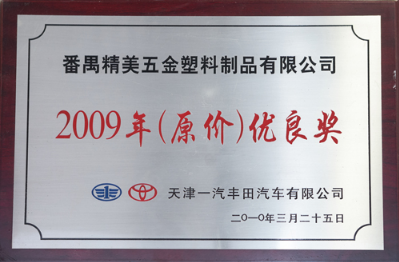 番禺精美五金塑料制品有限公司
2009年(原价)优良奖
天津一汽丰田汽车有限公司
二〇一〇年三月二十五日